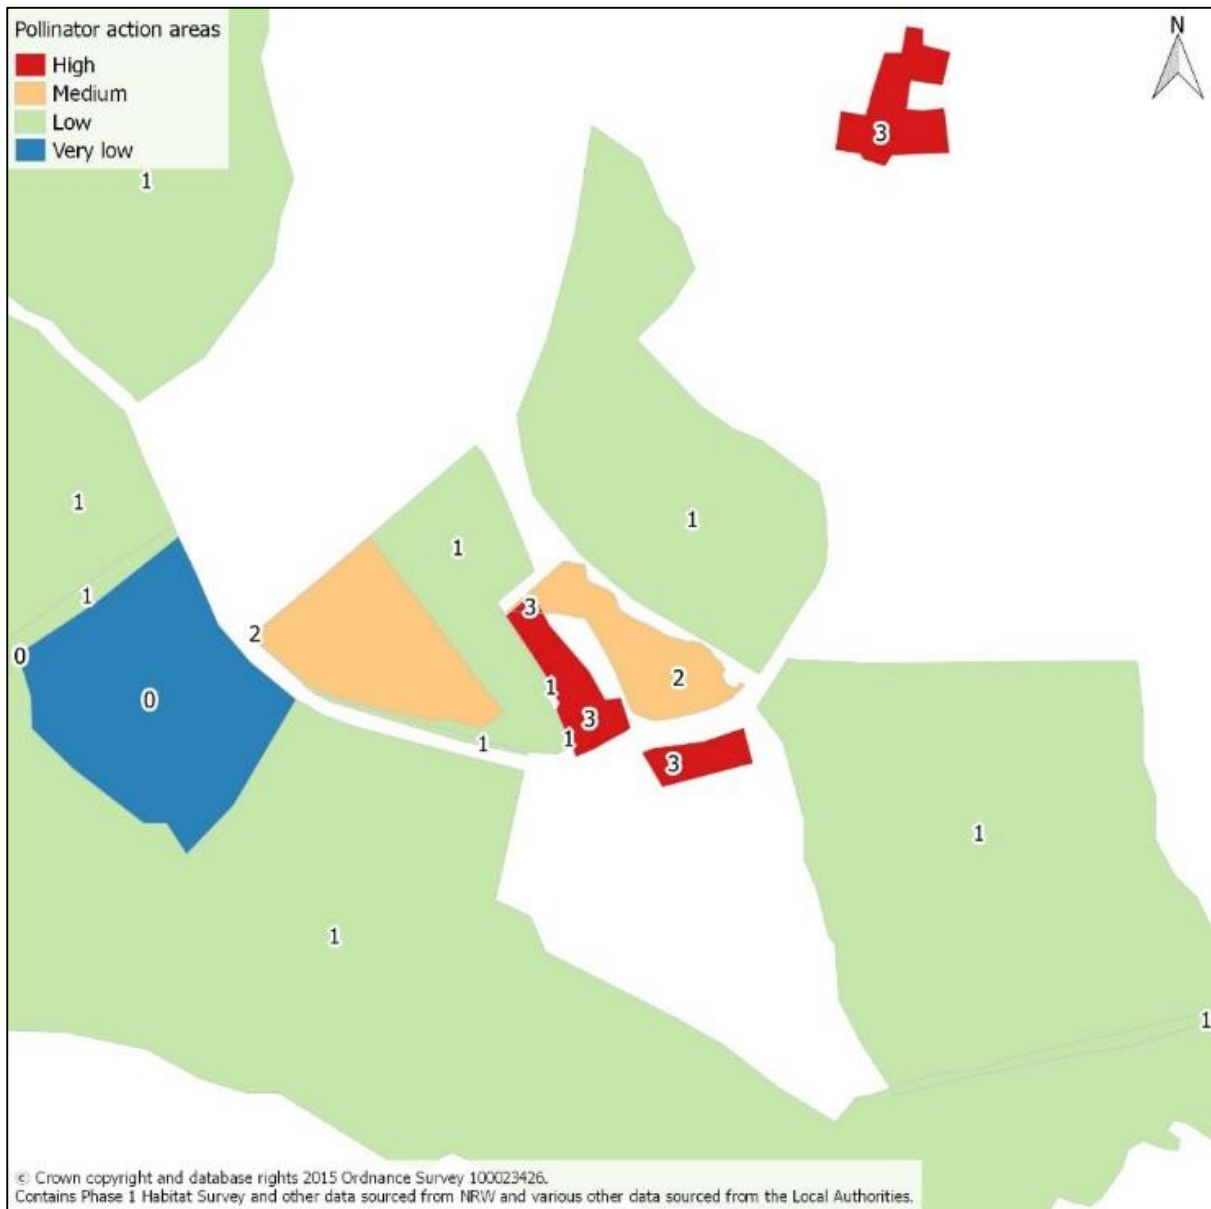 Pollinator action areas
High
Medium
Low
Very low
N
3
1
1
1
1
1
0
0
2
3
1
2
3
1
1
3
1
1
1
1
© Crown copyright and database rights 2015 Ordnance Survey 100023426.
Contains Phase 1 Habitat Survey and other data sourced from NRW and various other data sourced from the Local Authorities.